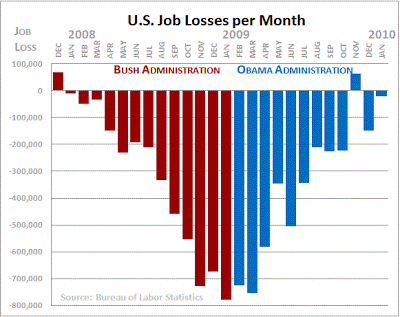 U.S. Job Losses per Month
JOB LOSS
2008 2009 2010
DEC JAN FEB MAR APR MAY JUN JUL AUG SEP OCT NOV DEC JAN FEB MAR APR MAY JUN JUL AUG SEP OCT NOV DEC JAN
BUSH ADMINISTRATION OBAMA ADMINISTRATION
100,000
0
-100,000
-200,000
-300,000
-400,000
-500,000
-600,000
-700,000
-800,000
Source: Bureau of Labor Statistics